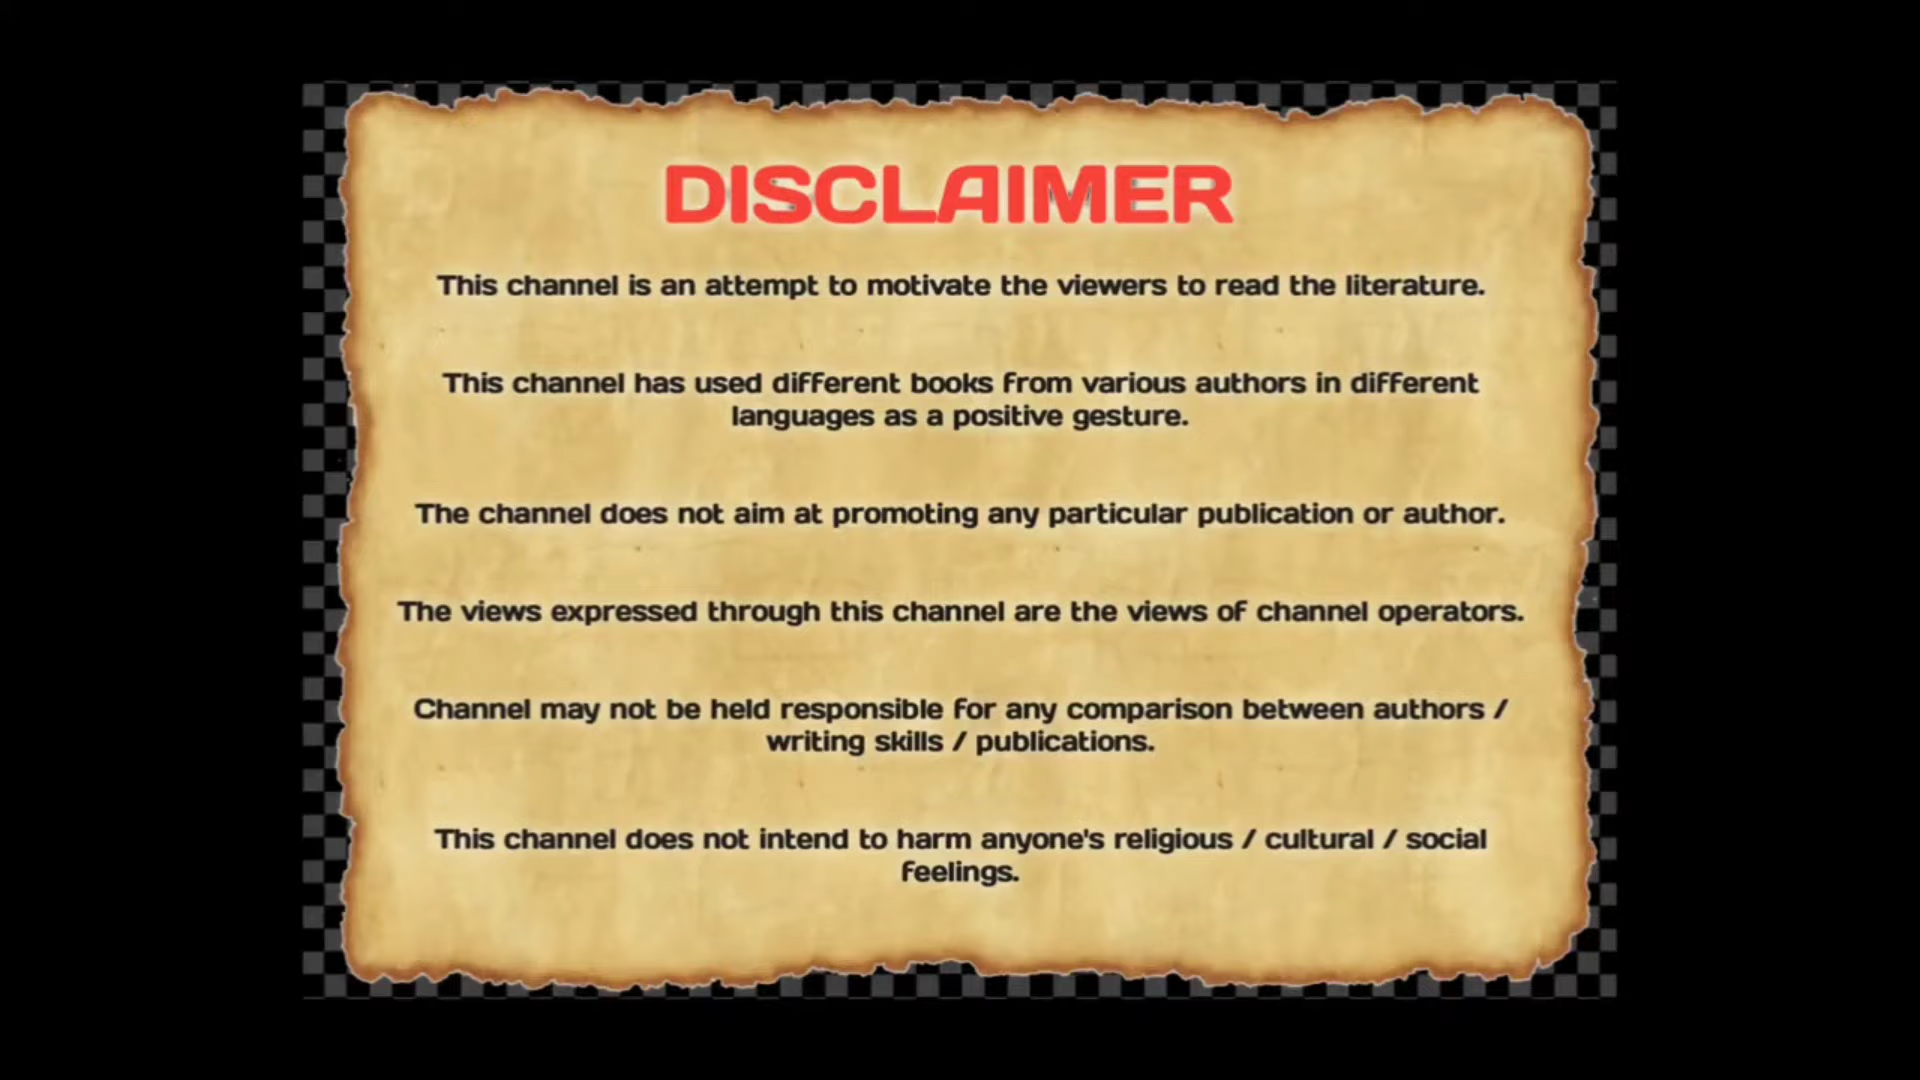 DISCLAIMER
This channel is an attempt to motivate the viewers to read the literature.
This channel has used different books from various authors in different
languages as a positive gesture.
The channel does not aim at promoting any particular publication or author.
The views expressed through this channel are the views of channel operators.
Channel may not be held responsible for any comparison between authors /
writing skills / publications.
This channel does not intend to harm anyone's religious / cultural / social
feelings.